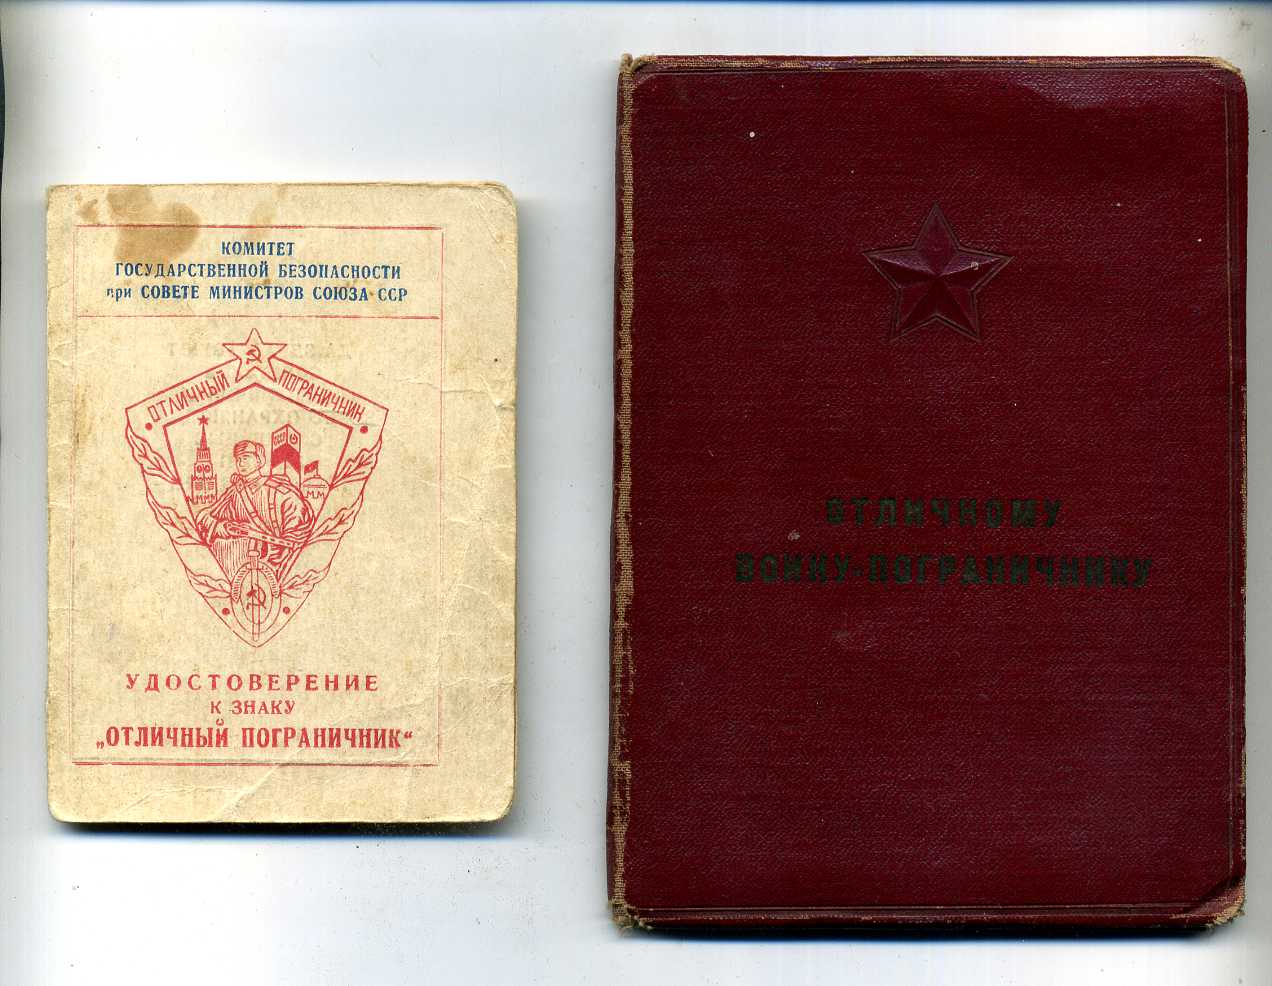 КОМИТЕТ
ГОСУДАРСТВЕННОЙ БЕЗОПАСНОСТИ
при СОВЕТЕ МИНИСТРОВ СОЮЗА ССР
ОТЛИЧНЫЙ ПОГРАНИЧНИК
УДОСТОВЕРЕНИЕ
К ЗНАКУ
„ОТЛИЧНЫЙ ПОГРАНИЧНИК“
ОТЛИЧНОМУ
ВОИНУ-ПОГРАНИЧНИКУ